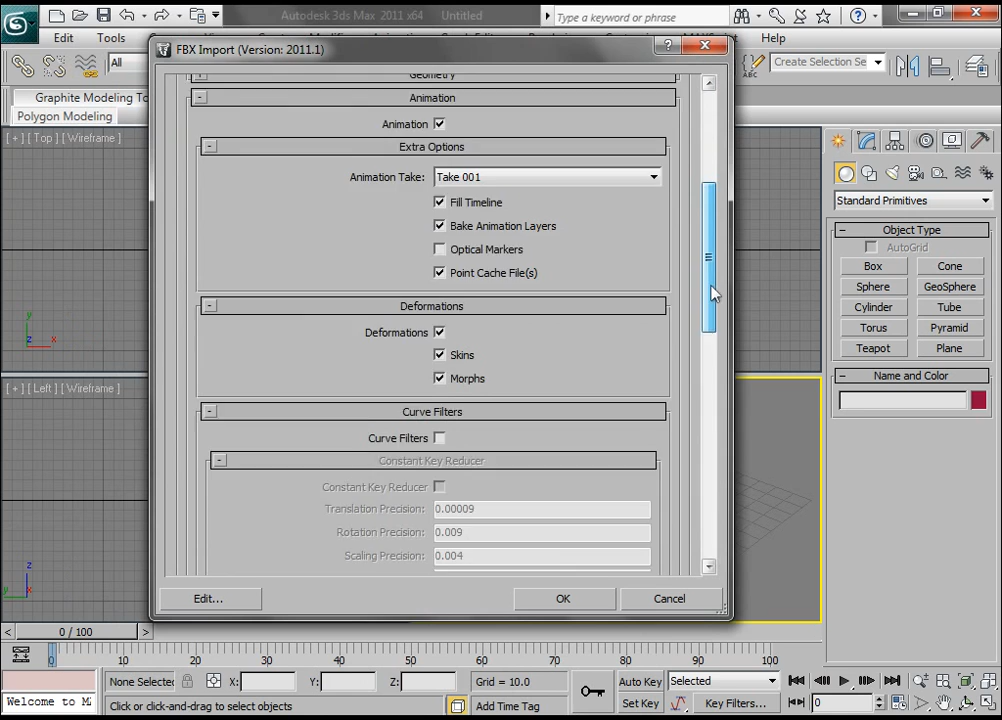 Autodesk 3ds Max 2011 x64 Untitled
Type a keyword or phrase
Edit Tools
Help
FBX Import (Version: 2011.1)
All
Create Selection Se
Graphite Modeling To
Polygon Modeling
[ + ] [ Top ] [ Wireframe ]
[ + ] [ Left ] [ Wireframe ]
Geometry
Animation
Animation
Extra Options
Animation Take: Take 001
Fill Timeline
Bake Animation Layers
Optical Markers
Point Cache File(s)
Deformations
Deformations
Skins
Morphs
Curve Filters
Curve Filters
Constant Key Reducer
Constant Key Reducer
Translation Precision: 0.00009
Rotation Precision: 0.009
Scaling Precision: 0.004
Edit... OK Cancel
Standard Primitives
Object Type
AutoGrid
Box Cone
Sphere GeoSphere
Cylinder Tube
Torus Pyramid
Teapot Plane
Name and Color
z
y
x
z
y
x
< 0 / 100 >
0 10 20 30 40 50 60 70 80 90 100
None Selecte X: Y: Z: Grid = 10.0 Auto Key Selected
Welcome to M
Click or click-and-drag to select objects Add Time Tag Set Key Key Filters... 0